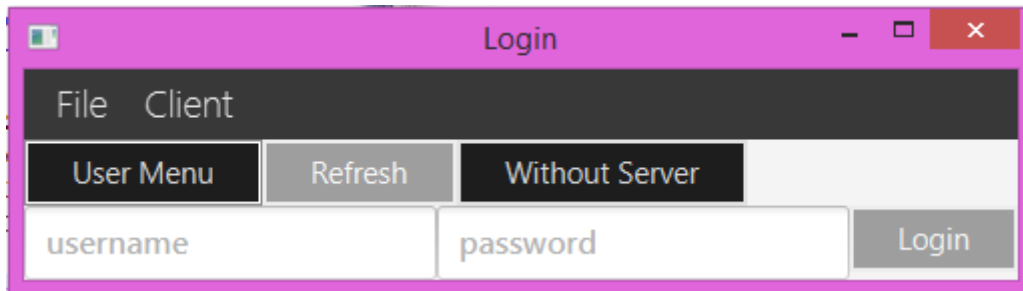 Login
File Client
User Menu Refresh Without Server
username password Login